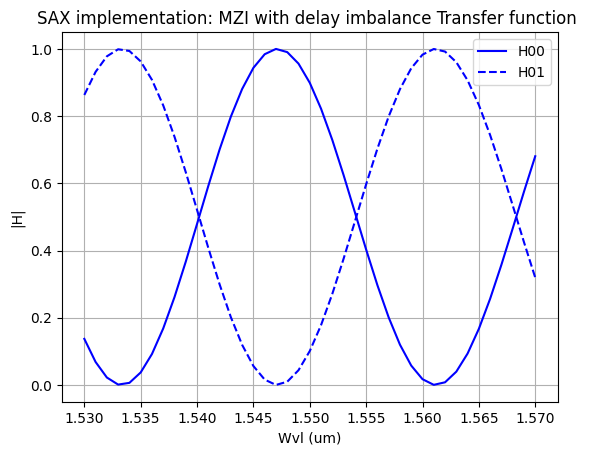 SAX implementation: MZI with delay imbalance Transfer function
H00
H01
1.0
0.8
0.6
0.4
0.2
0.0
|H|
1.530 1.535 1.540 1.545 1.550 1.555 1.560 1.565 1.570
Wvl (um)